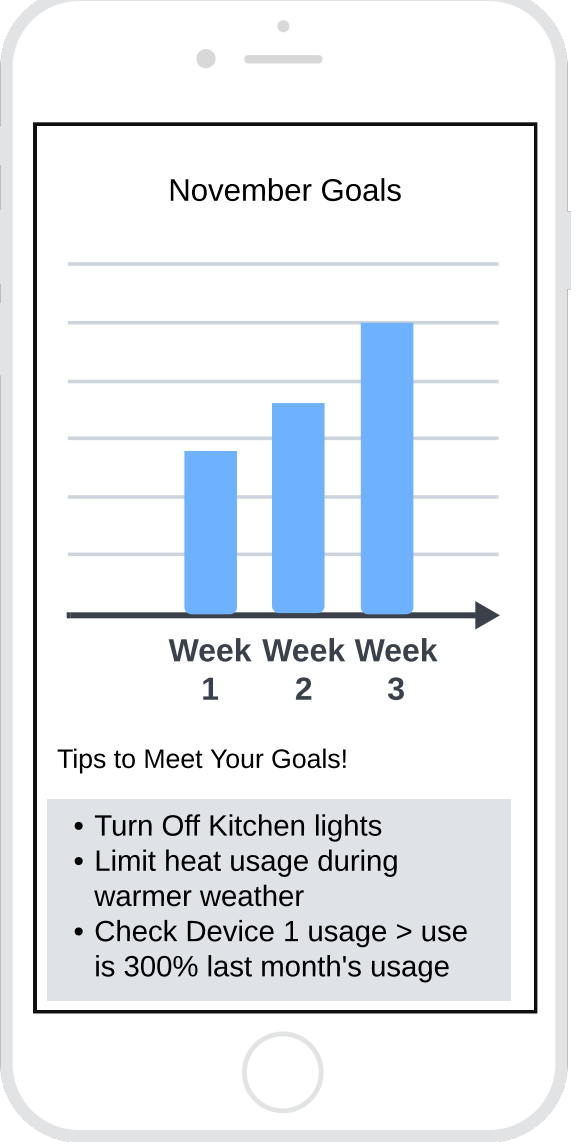 November Goals
Week Week Week
1 2 3
Tips to Meet Your Goals!
• Turn Off Kitchen lights
• Limit heat usage during
warmer weather
• Check Device 1 usage > use
is 300% last month's usage